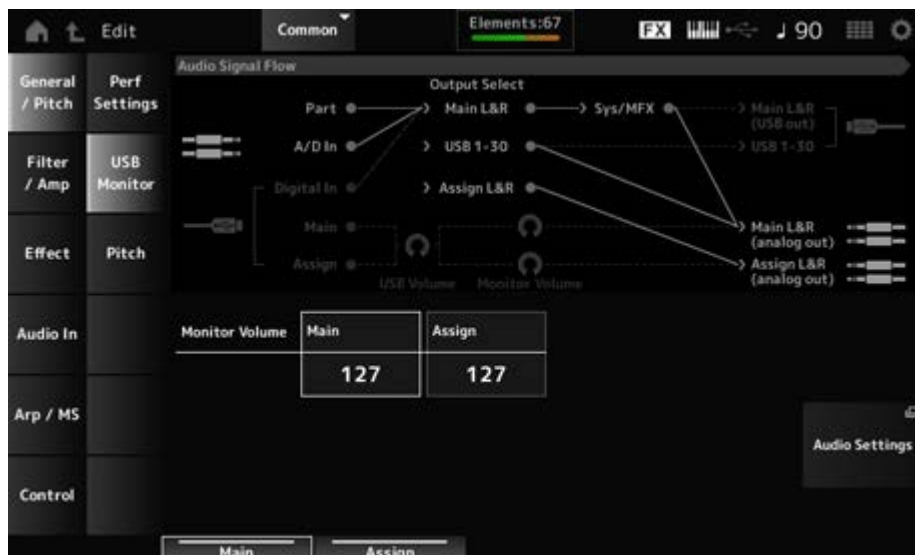 Edit
Common
Elements:67
FX
90
General
/ Pitch
Perf
Settings
Audio Signal Flow
Output Select
Part
Main L&R
Sys/MFX
Main L&R
(USB out)
A/D In
USB 1-30
USB 1-30
Filter
/ Amp
USB
Monitor
Digital In
Assign L&R
Main
Main L&R
(analog out)
Effect
Pitch
Assign
Assign L&R
(analog out)
USB Volume
Monitor Volume
Audio In
Monitor Volume
Main
Assign
127
127
Arp / MS
Audio Settings
Control
Main
Assign